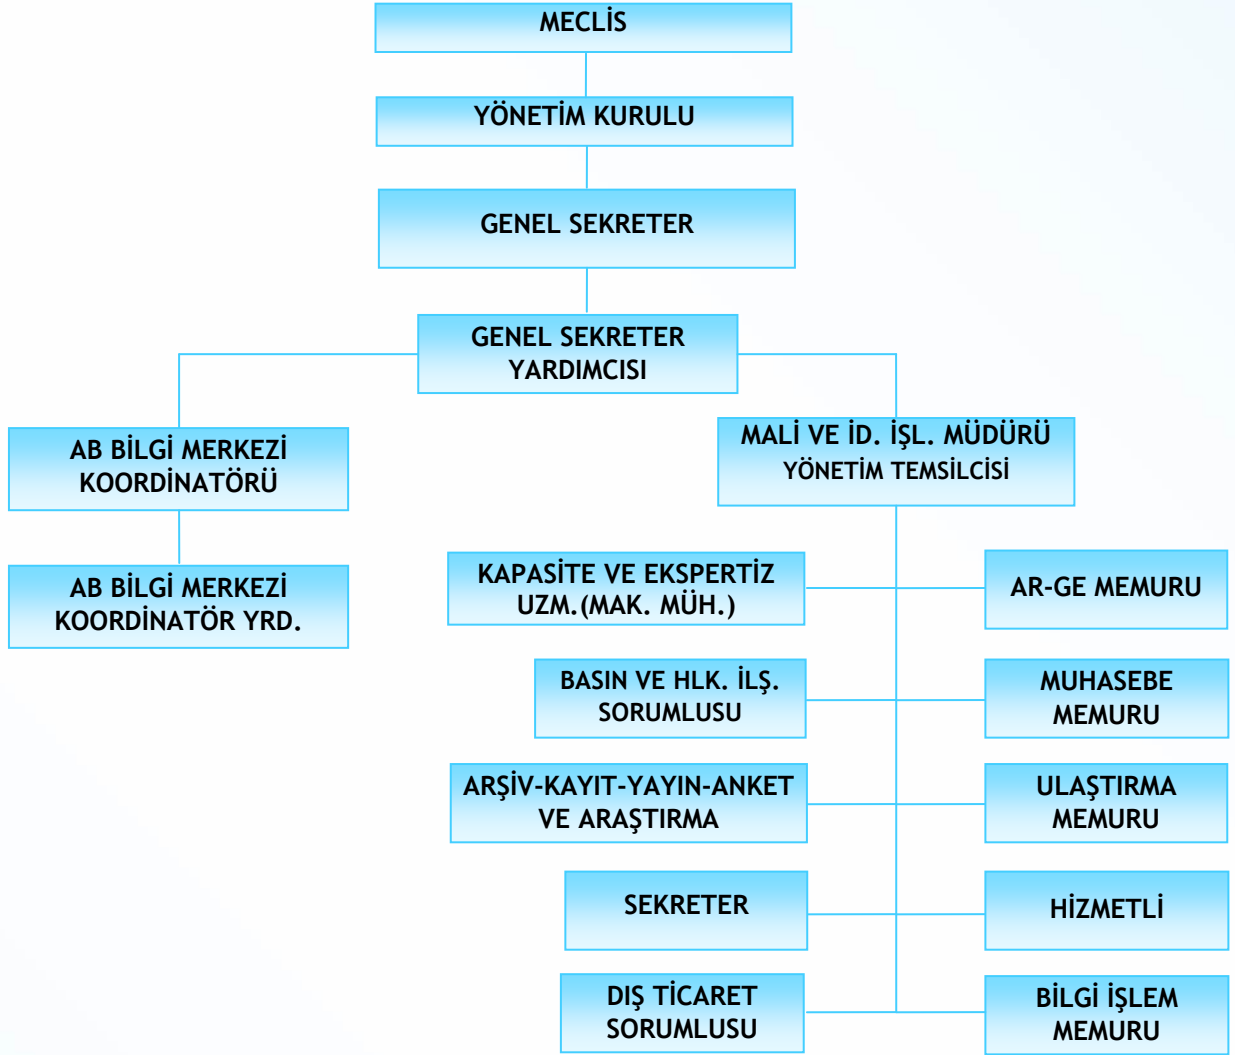 MECLİS
YÖNETİM KURULU
GENEL SEKRETER
GENEL SEKRETER
YARDIMCISI
AB BİLGİ MERKEZİ
KOORDİNATÖRÜ
MALİ VE İD. İŞL. MÜDÜRÜ
YÖNETİM TEMSİLCİSİ
AB BİLGİ MERKEZİ
KOORDİNATÖR YRD.
KAPASİTE VE EKSPERTİZ
UZM.(MAK. MÜH.)
AR-GE MEMURU
BASIN VE HLK. İLŞ.
SORUMLUSU
MUHASEBE
MEMURU
ARŞİV-KAYIT-YAYIN-ANKET
VE ARAŞTIRMA
ULAŞTIRMA
MEMURU
SEKRETER
HİZMETLİ
DIŞ TİCARET
SORUMLUSU
BİLGİ İŞLEM
MEMURU